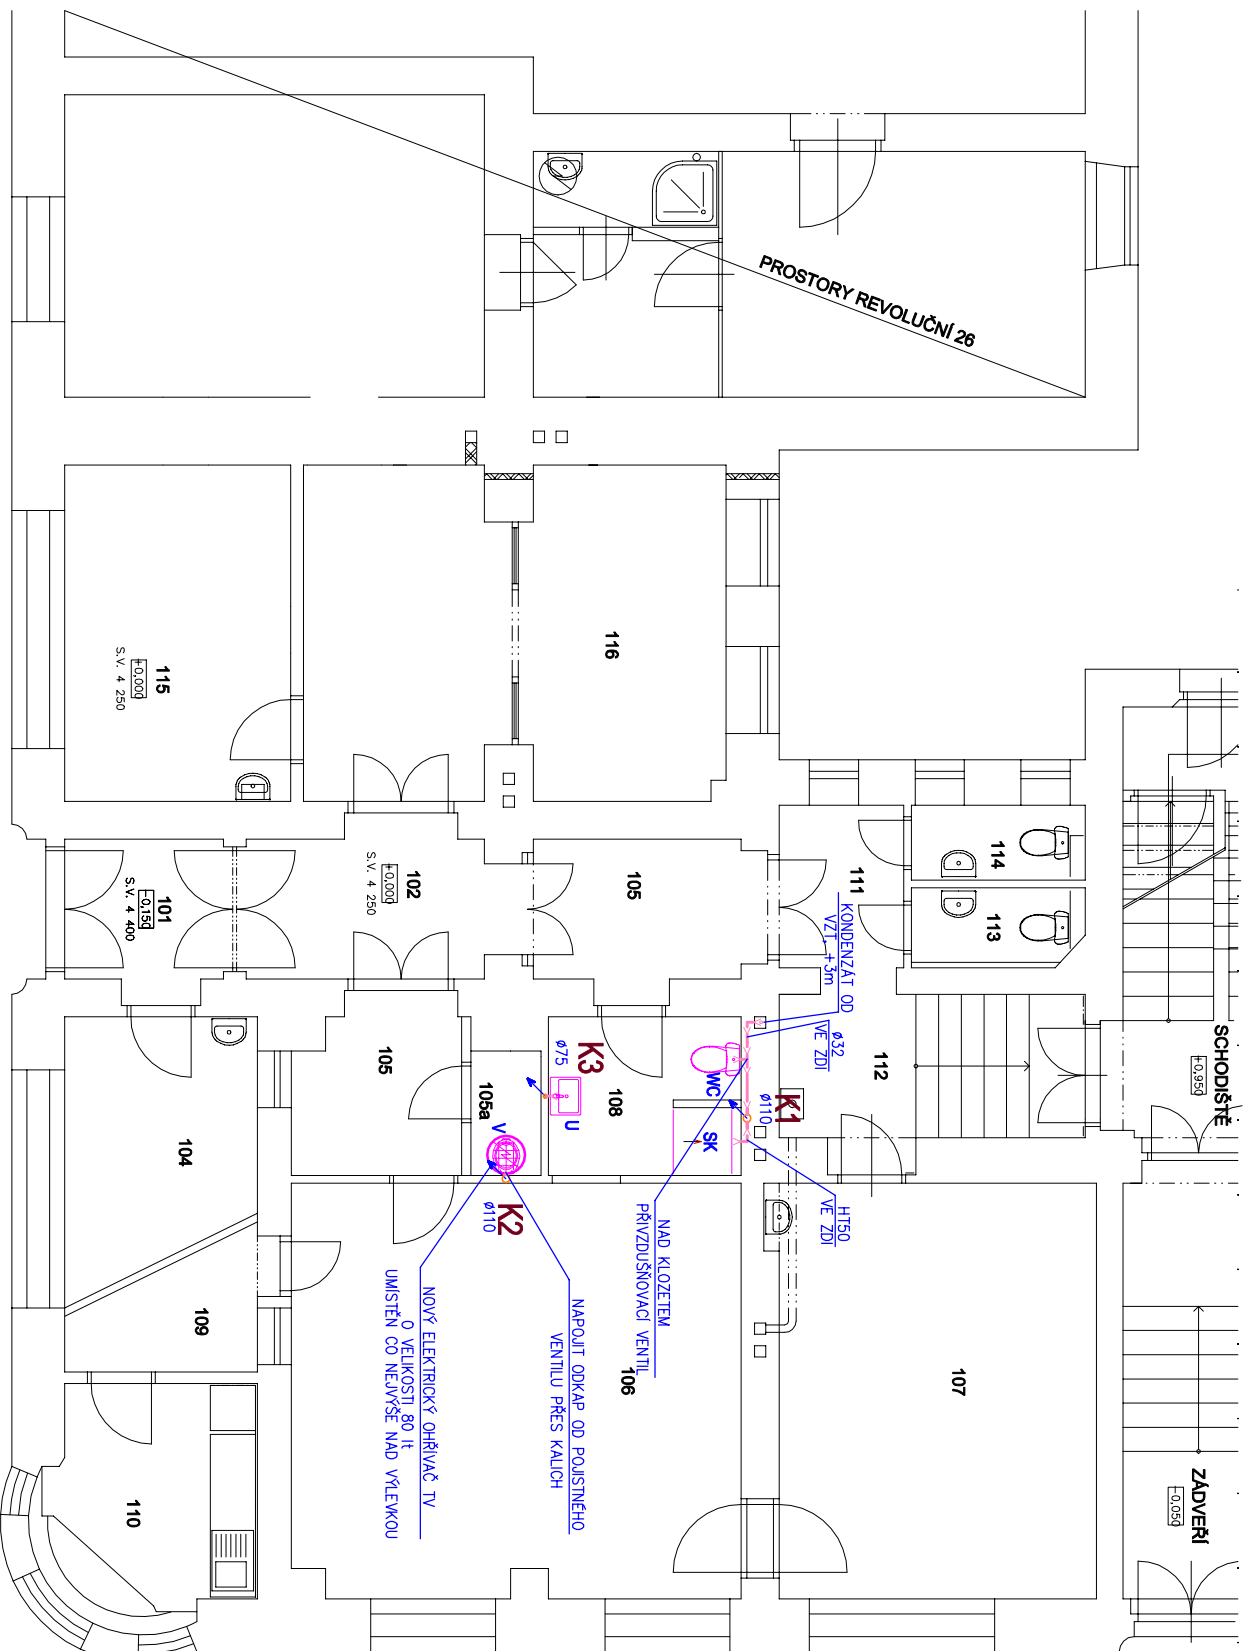 PROSTORY REVOLUČNÍ 26
SCHODIŠTĚ
+0,950
ZÁDVEŘÍ
-0,050
114
113
111
112
107
KONDENZÁT OD
VZT, +3m
ø32
VE ZDI
K1
ø110
HT50
VE ZDI
116
105
108
WC
SK
U
K3
ø75
NAD KLOZETEM
PŘIVZDUŠŇOVACÍ VENTIL
106
105a
V
K2
ø110
NAPOJIT ODKAP OD POJISTNÉHO
VENTILU PŘES KALICH
NOVÝ ELEKTRICKÝ OHŘÍVAČ TV
O VELIKOSTI 80 lt
UMÍSTĚN CO NEJVÝŠE NAD VÝLEVKOU
102
+0,000
S.V. 4 250
105
115
+0,000
S.V. 4 250
101
-0,150
S.V. 4 400
104
109
110